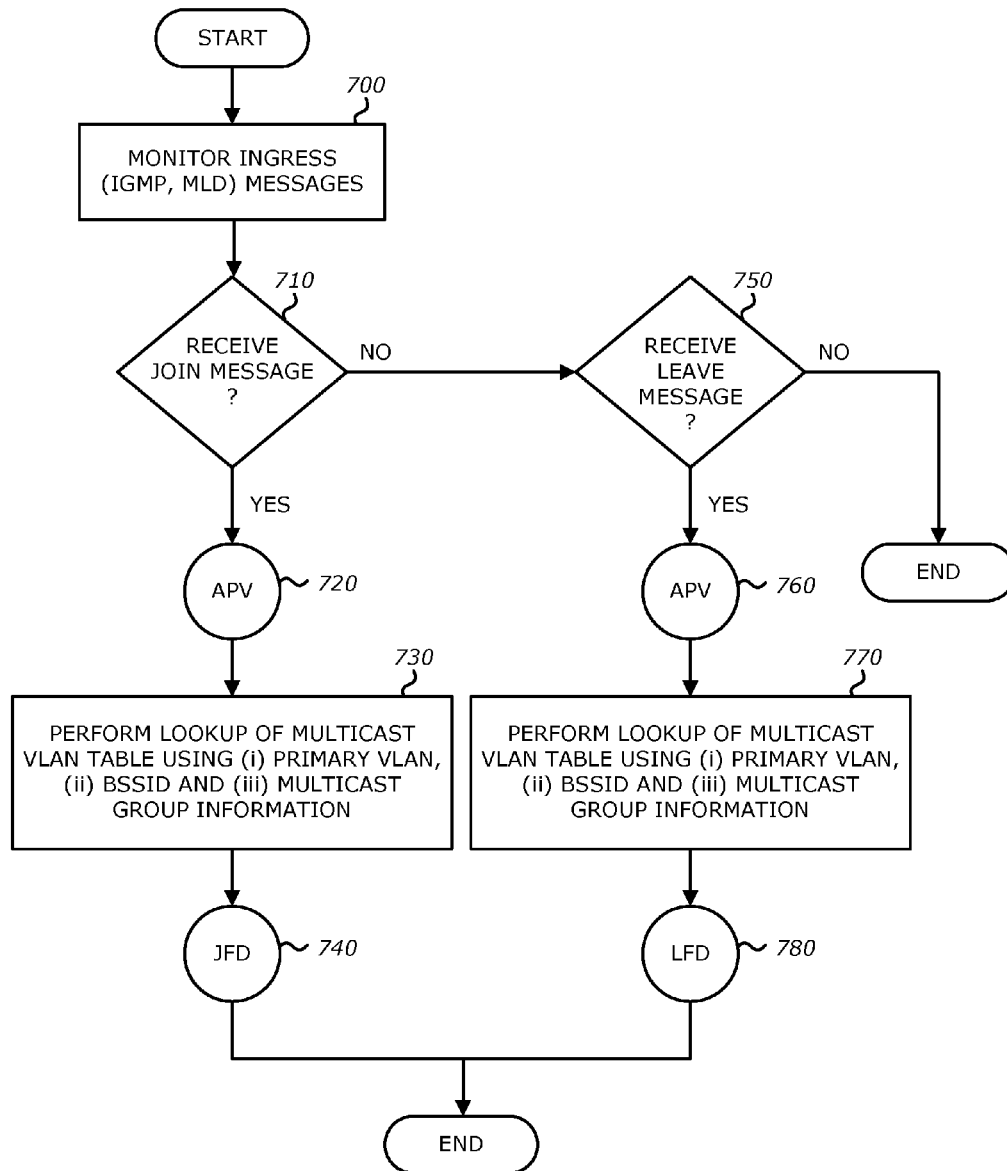 START
700
MONITOR INGRESS
(IGMP, MLD) MESSAGES
710
RECEIVE
JOIN MESSAGE
?
NO
750
RECEIVE
LEAVE
MESSAGE
?
NO
YES
YES
END
APV
720
APV
760
730
PERFORM LOOKUP OF MULTICAST
VLAN TABLE USING (i) PRIMARY VLAN,
(ii) BSSID AND (iii) MULTICAST
GROUP INFORMATION
770
PERFORM LOOKUP OF MULTICAST
VLAN TABLE USING (i) PRIMARY VLAN,
(ii) BSSID AND (iii) MULTICAST
GROUP INFORMATION
JFD
740
LFD
780
END